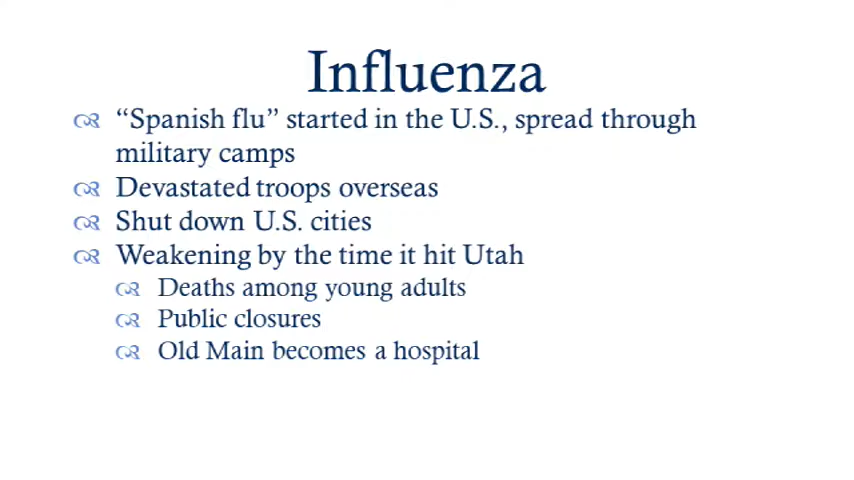 Influenza
“Spanish flu” started in the U.S., spread through
military camps
Devastated troops overseas
Shut down U.S. cities
Weakening by the time it hit Utah
Deaths among young adults
Public closures
Old Main becomes a hospital